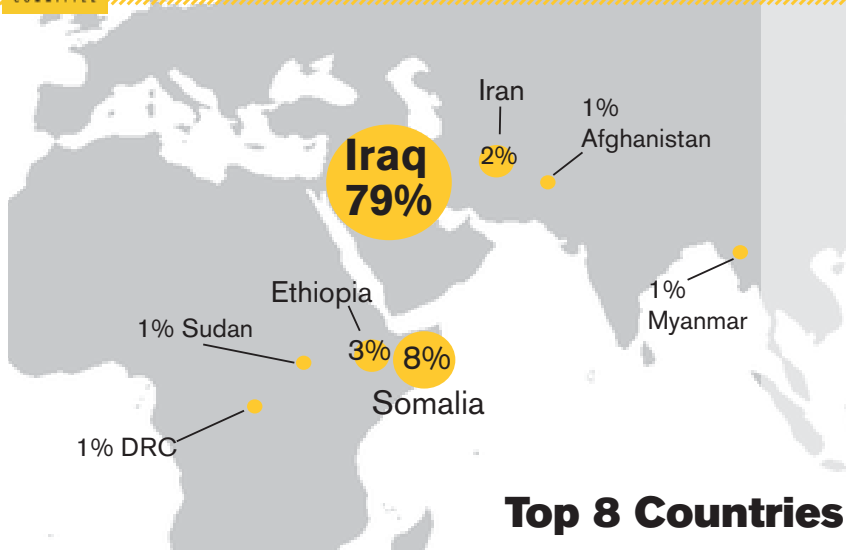 COMMITTEE
Iran
2%
1%
Afghanistan
Iraq
79%
1%
Myanmar
Ethiopia
3%
1% Sudan
8%
Somalia
1% DRC
Top 8 Countries